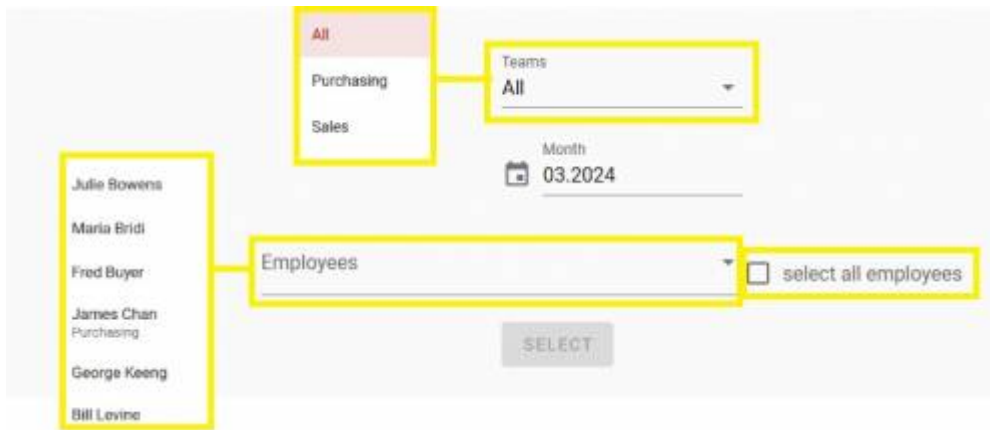 All
Purchasing
Sales
Teams
All
Month
03.2024
Julie Bowens
Maria Bridi
Fred Buyer
James Chan
Purchasing
George Keeng
Bill Levine
Employees
select all employees
SELECT